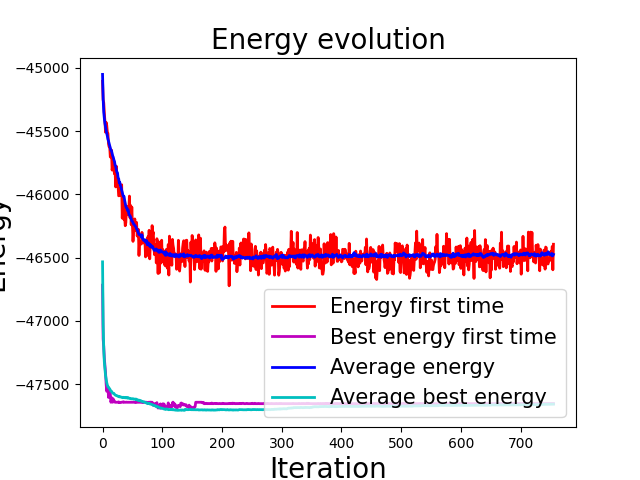 Energy evolution
−45000
−45500
−46000
−46500
−47000
−47500
Energy first time
Best energy first time
Average energy
Average best energy
0 100 200 300 400 500 600 700
Iteration